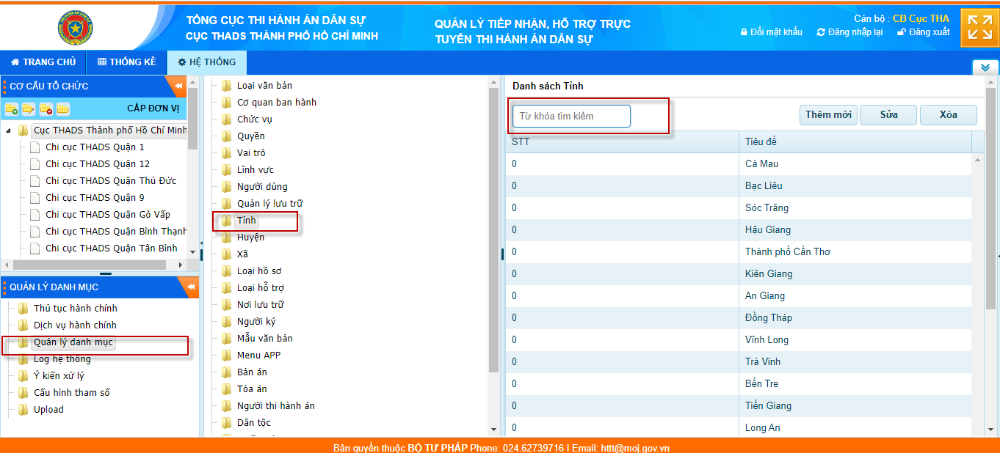 TỔNG CỤC THI HÀNH ÁN DÂN SỰ
CỤC THADS THÀNH PHỐ HỒ CHÍ MINH
QUẢN LÝ TIẾP NHẬN, HỖ TRỢ TRỰC
TUYẾN THI HÀNH ÁN DÂN SỰ
Cán bộ : CB Cục THA
Đổi mật khẩu Đăng nhập lại Đăng xuất
TRANG CHỦ THỐNG KÊ HỆ THỐNG
CƠ CẤU TỔ CHỨC
CẤP ĐƠN VỊ
Cục THADS Thành phố Hồ Chí Minh
Chi cục THADS Quận 1
Chi cục THADS Quận 12
Chi cục THADS Quận Thủ Đức
Chi cục THADS Quận 9
Chi cục THADS Quận Gò Vấp
Chi cục THADS Quận Bình Thạnh
Chi cục THADS Quận Tân Bình
QUẢN LÝ DANH MỤC
Thủ tục hành chính
Dịch vụ hành chính
Quản lý danh mục
Log hệ thống
Ý kiến xử lý
Cấu hình tham số
Upload
Loại văn bản
Cơ quan ban hành
Chức vụ
Quyền
Vai trò
Lĩnh vực
Người dùng
Quản lý lưu trữ
Tỉnh
Huyện
Xã
Loại hồ sơ
Loại hỗ trợ
Nơi lưu trữ
Người ký
Mẫu văn bản
Menu APP
Bản án
Tòa án
Người thi hành án
Dân tộc
Danh sách Tỉnh
Từ khóa tìm kiếm
Thêm mới Sửa Xóa
STT Tiêu đề
0 Cà Mau
0 Bạc Liêu
0 Sóc Trăng
0 Hậu Giang
0 Thành phố Cần Thơ
0 Kiên Giang
0 An Giang
0 Đồng Tháp
0 Vĩnh Long
0 Trà Vinh
0 Bến Tre
0 Tiền Giang
0 Long An
Bản quyền thuộc BỘ TƯ PHÁP Phone: 024.62739716 | Email: httt@moj.gov.vn